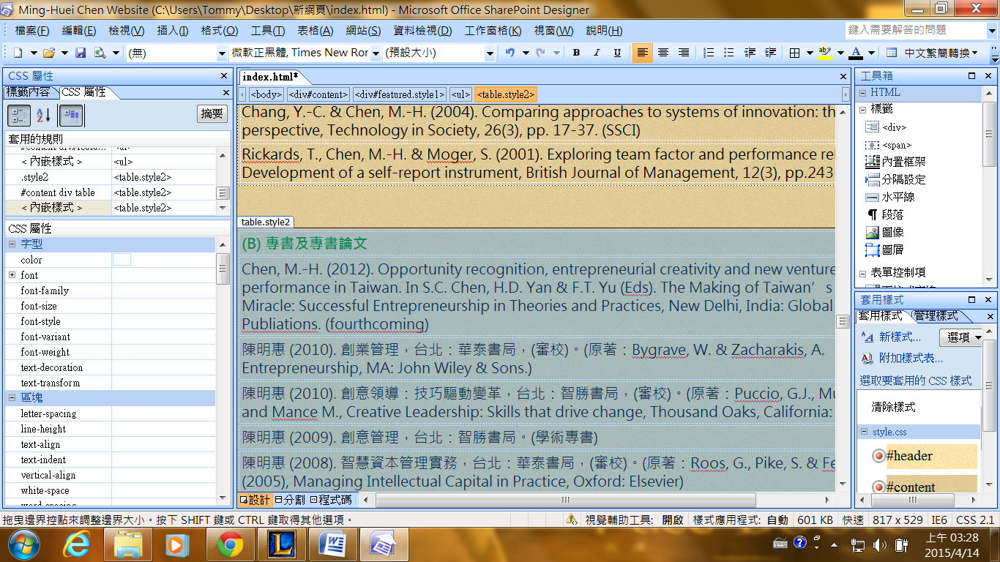 Ming-Huei Chen Website (C:\Users\Tommy\Desktop\新網頁\index.html) - Microsoft Office SharePoint Designer
檔案(F) 編輯(E) 檢視(V) 插入(I) 格式(O) 工具(T) 表格(A) 網站(S) 資料檢視(D) 工作窗格(K) 視窗(W) 說明(H) 鍵入需要解答的問題
(無) 微軟正黑體, Times New Ror (預設大小) B I U ab A 中文繁簡轉換
CSS 屬性
標籤內容 CSS 屬性
A Z 摘要
套用的規則
#content div#featu... <ul>
< 內嵌樣式 > <ul>
.style2 <table.style2>
#content div table <table.style2>
< 內嵌樣式 > <table.style2>
CSS 屬性
字型
color
font
font-family
font-size
font-style
font-variant
font-weight
text-decoration
text-transform
區塊
letter-spacing
line-height
text-align
text-indent
vertical-align
white-space
word-spacing
index.html*
<body> <div#content> <div#featured.style1> <ul> <table.style2>
Chang, Y.-C. & Chen, M.-H. (2004). Comparing approaches to systems of innovation: th
perspective, Technology in Society, 26(3), pp. 17-37. (SSCI)
Rickards, T., Chen, M.-H. & Moger, S. (2001). Exploring team factor and performance rel
Development of a self-report instrument, British Journal of Management, 12(3), pp.243-
table.style2
(B) 專書及專書論文
Chen, M.-H. (2012). Opportunity recognition, entrepreneurial creativity and new venture
performance in Taiwan. In S.C. Chen, H.D. Yan & F.T. Yu (Eds). The Making of Taiwan’s
Miracle: Successful Entrepreneurship in Theories and Practices, New Delhi, India: Global
Publiations. (fourthcoming)
陳明惠 (2010). 創業管理，台北：華泰書局，(審校)。(原著：Bygrave, W. & Zacharakis, A.
Entrepreneurship, MA: John Wiley & Sons.)
陳明惠 (2010). 創意領導：技巧驅動變革，台北：智勝書局，(審校)。(原著：Puccio, G.J., Mu
and Mance M., Creative Leadership: Skills that drive change, Thousand Oaks, California:
陳明惠 (2009). 創意管理，台北：智勝書局。(學術專書)
陳明惠 (2008). 智慧資本管理實務，台北：華泰書局，(審校)。(原著：Roos, G., Pike, S. & Fe
(2005), Managing Intellectual Capital in Practice, Oxford: Elsevier)
設計 分割 程式碼
工具箱
HTML
標籤
<div>
<span>
內置框架
分隔設定
水平線
段落
圖像
圖層
表單控制項
套用樣式
套用樣式 管理樣式
新樣式... 選項
附加樣式表...
選取要套用的 CSS 樣式
清除樣式
style.css
#header
#content
拖曳邊界控點來調整邊界大小。按下 SHIFT 鍵或 CTRL 鍵取得其他選項。 視覺輔助工具: 開啟 樣式應用程式: 自動 601 KB 快速 817 x 529 IE6 CSS 2.1
上午 03:28
2015/4/14